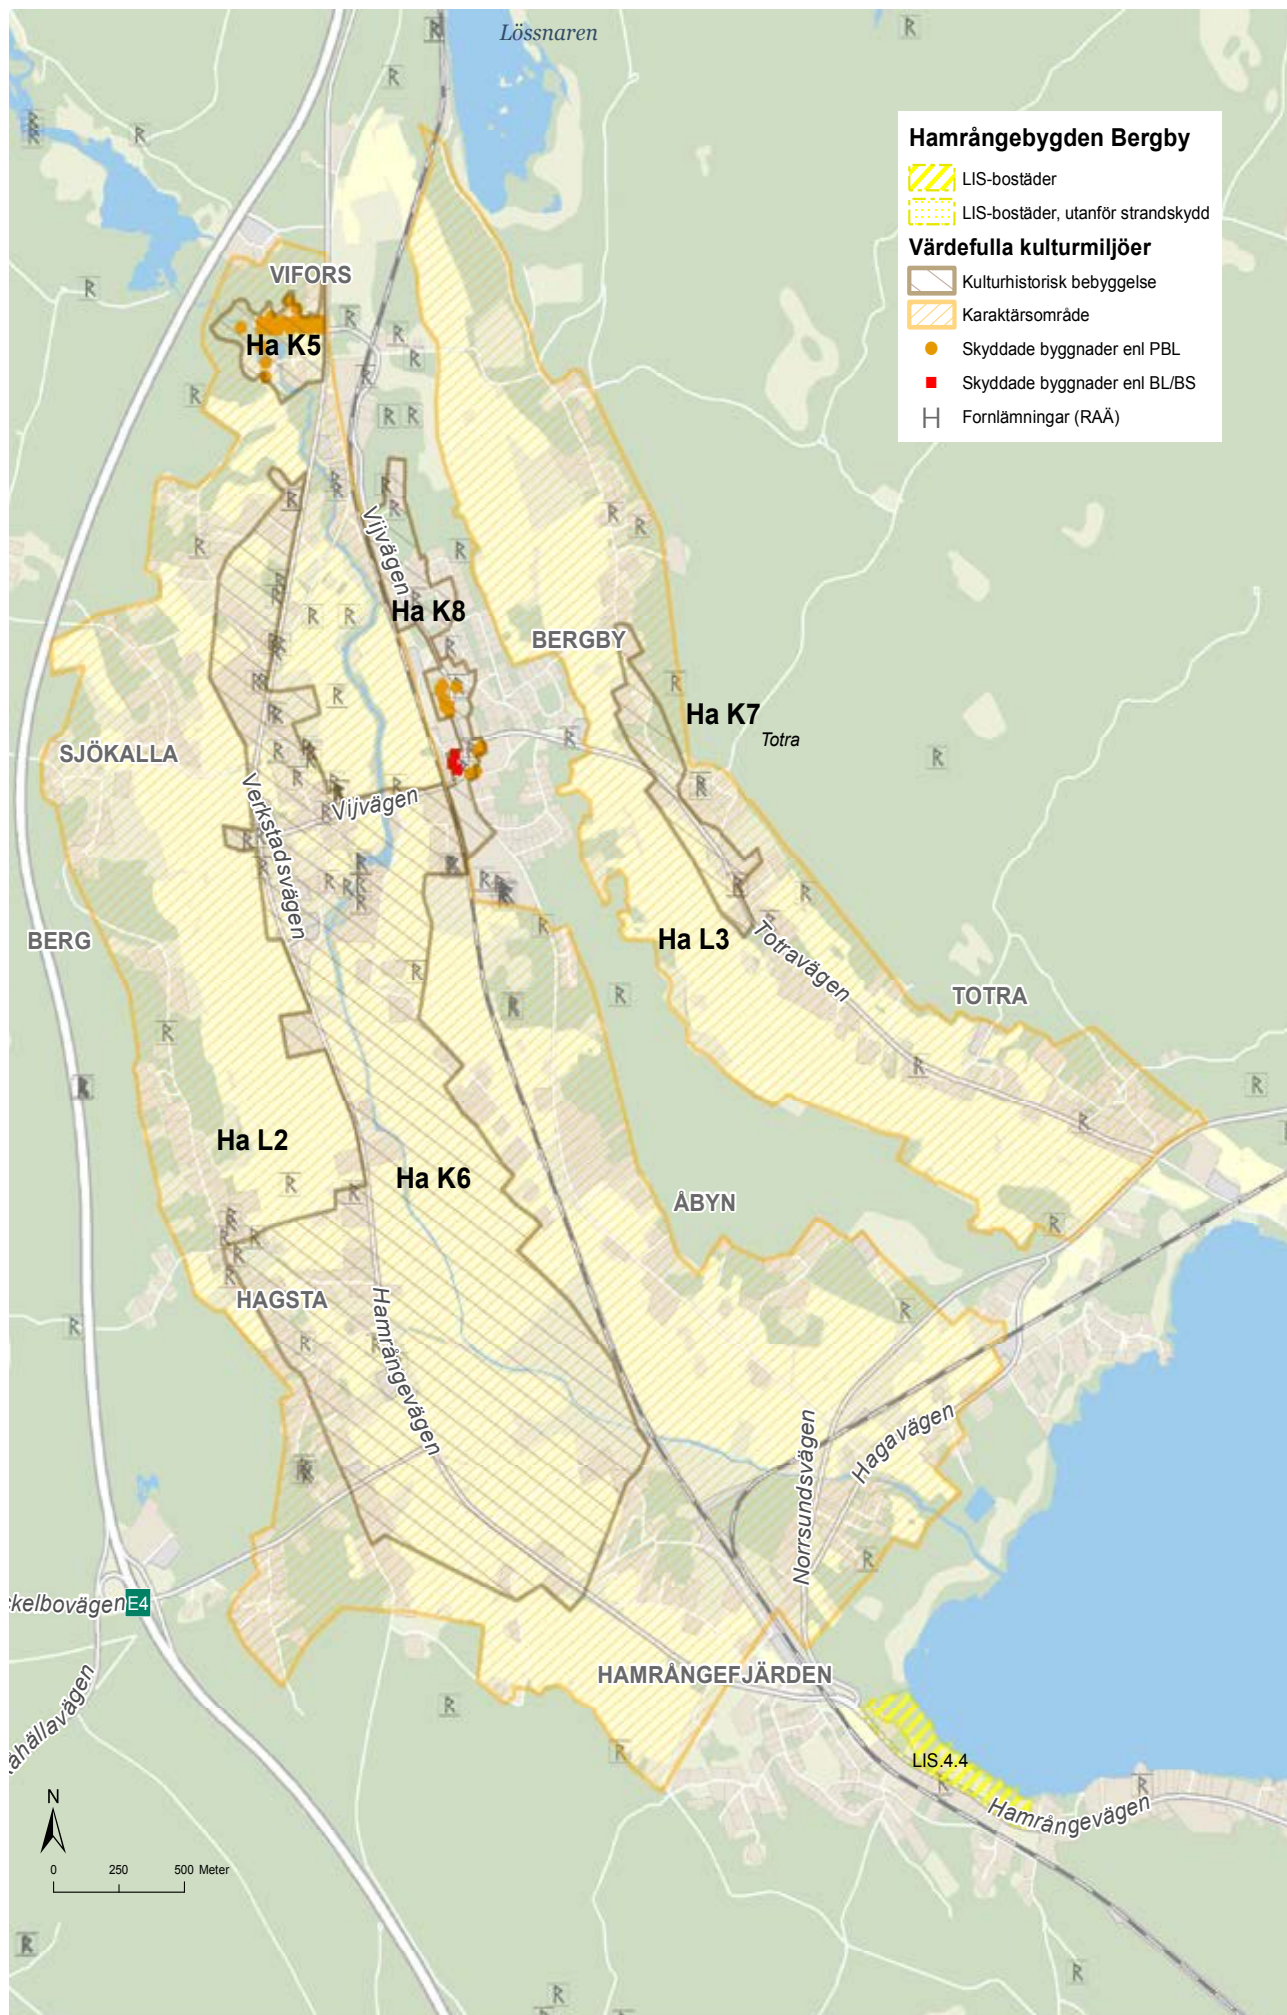 Lössnaren
Hamrångebygden Bergby
LIS-bostäder
LIS-bostäder, utanför strandskydd
Värdefulla kulturmiljöer
Kulturhistorisk bebyggelse
Karaktärsområde
Skyddade byggnader enl PBL
Skyddade byggnader enl BL/BS
H Fornlämningar (RAÄ)
VIFORS
Ha K5
Vijvägen
Ha K8
BERGBY
Ha K7
Totra
SJÖKALLA
Verkstadsvägen
Vijvägen
BERG
Ha L3
Totravägen
TOTRA
Ha L2
Ha K6
ÅBYN
HAGSTA
Hamrångevägen
Norrsundsvägen
Hagavägen
ckelbovägen
E4
HAMRÅNGEFJÄRDEN
LIS.4.4
Hamrångevägen
N
0 250 500 Meter